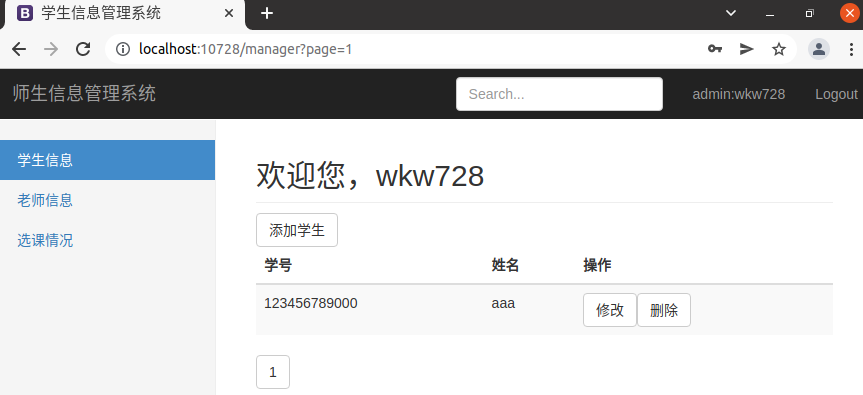 学生信息管理系统
localhost:10728/manager?page=1
师生信息管理系统 Search... admin:wkw728 Logout
学生信息
老师信息
选课情况
欢迎您，wkw728
添加学生
学号 姓名 操作
123456789000 aaa 修改 删除
1